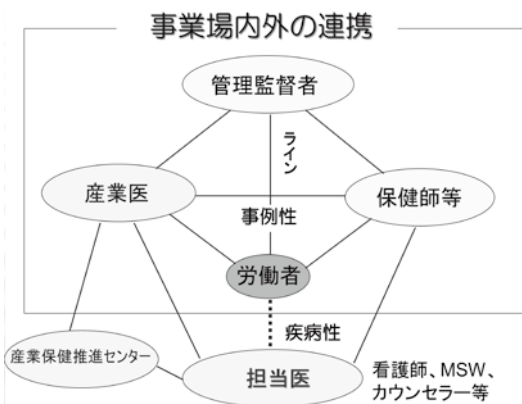 事業場内外の連携
管理監督者
ライン
産業医
保健師等
事例性
労働者
疾病性
産業保健推進センター
担当医
看護師、MSW、
カウンセラー等